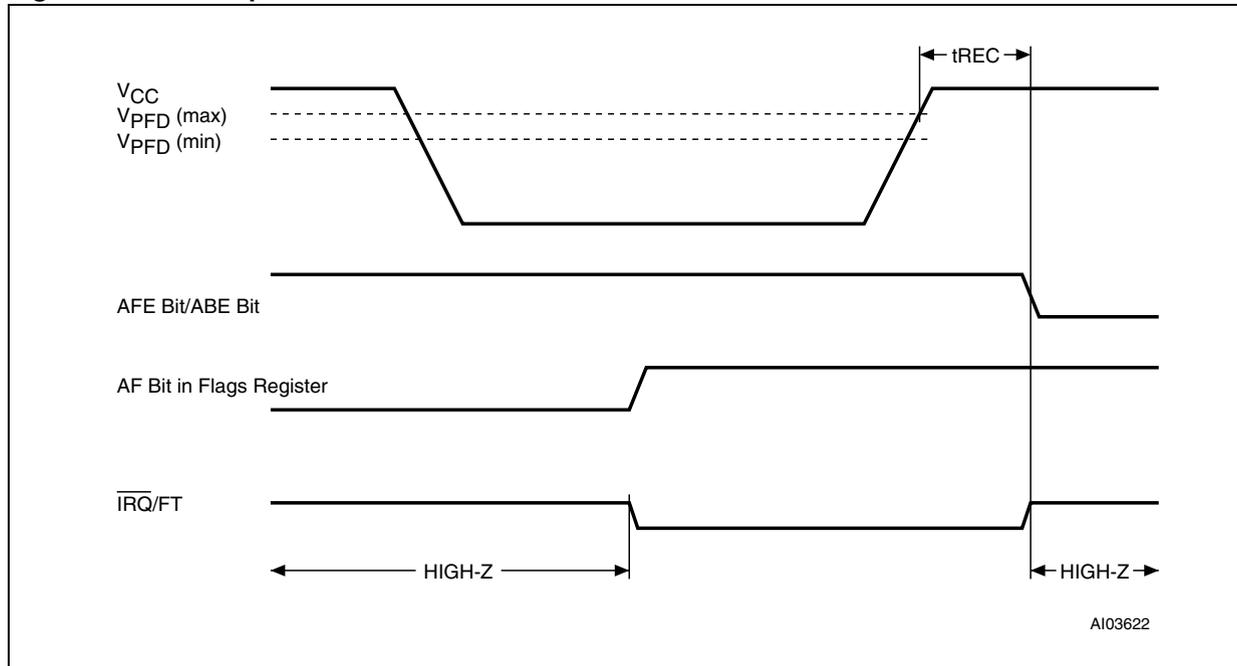 tREC
VCC
VPFD (max)
VPFD (min)
AFE Bit/ABE Bit
AF Bit in Flags Register
IRQ/FT
HIGH-Z
HIGH-Z
AI03622